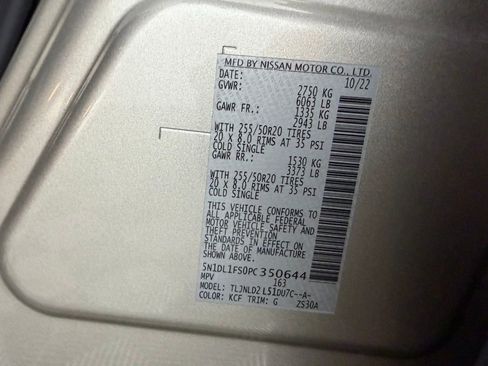 MFD BY NISSAN MOTOR CO., LTD.
DATE: 10/22
GVWR: 2750 KG
6063 LB
GAWR FR.: 1335 KG
2943 LB
WITH 255/50R20 TIRES
20 X 8.0 RIMS AT 35 PSI
COLD SINGLE
GAWR RR.: 1530 KG
3373 LB
WITH 255/50R20 TIRES
20 X 8.0 RIMS AT 35 PSI
COLD SINGLE
THIS VEHICLE CONFORMS TO
ALL APPLICABLE FEDERAL
MOTOR VEHICLE SAFETY AND
THEFT PREVENTION
STANDARDS IN EFFECT ON
THE DATE OF MANUFACTURE
SHOWN ABOVE.
5N1DL1FS0PC350644
MPV 163
MODEL: TLJNLD2 L51DU7C--A-
COLOR: KCF TRIM: G ZS30A